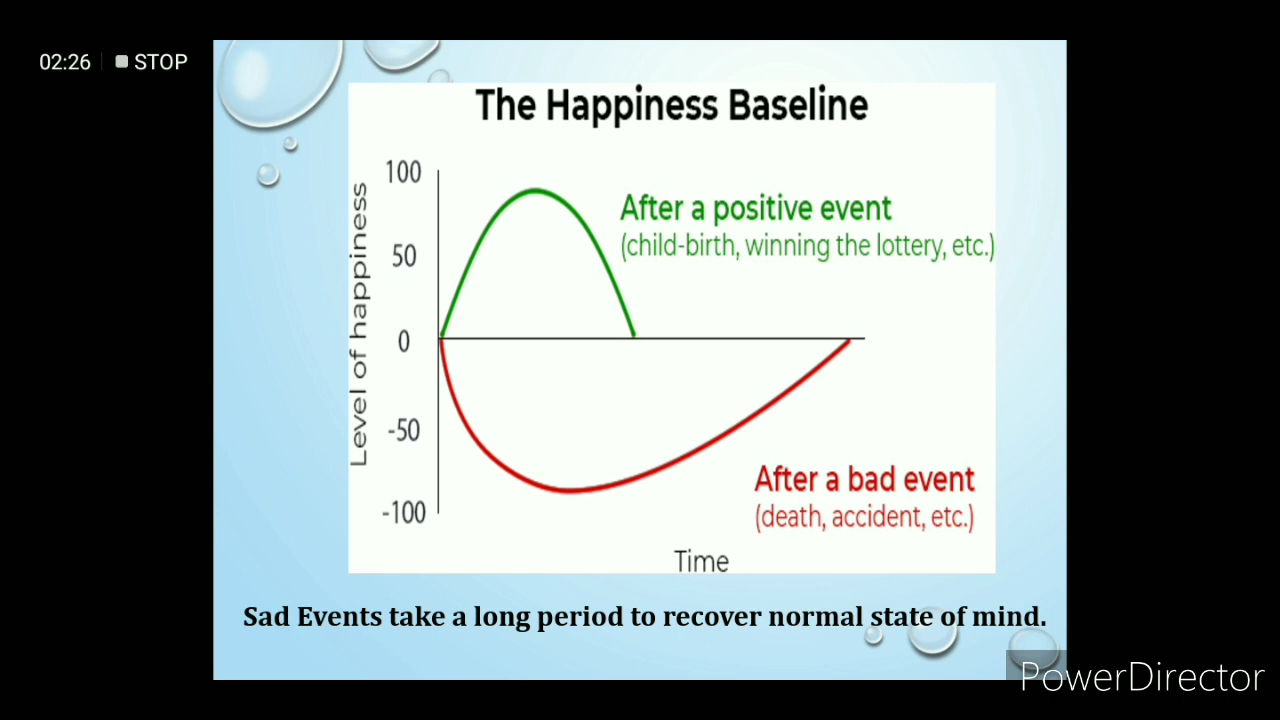 02:26 STOP
The Happiness Baseline
Level of happiness
100
50
0
-50
-100
After a positive event
(child-birth, winning the lottery, etc.)
After a bad event
(death, accident, etc.)
Time
Sad Events take a long period to recover normal state of mind.
PowerDirector